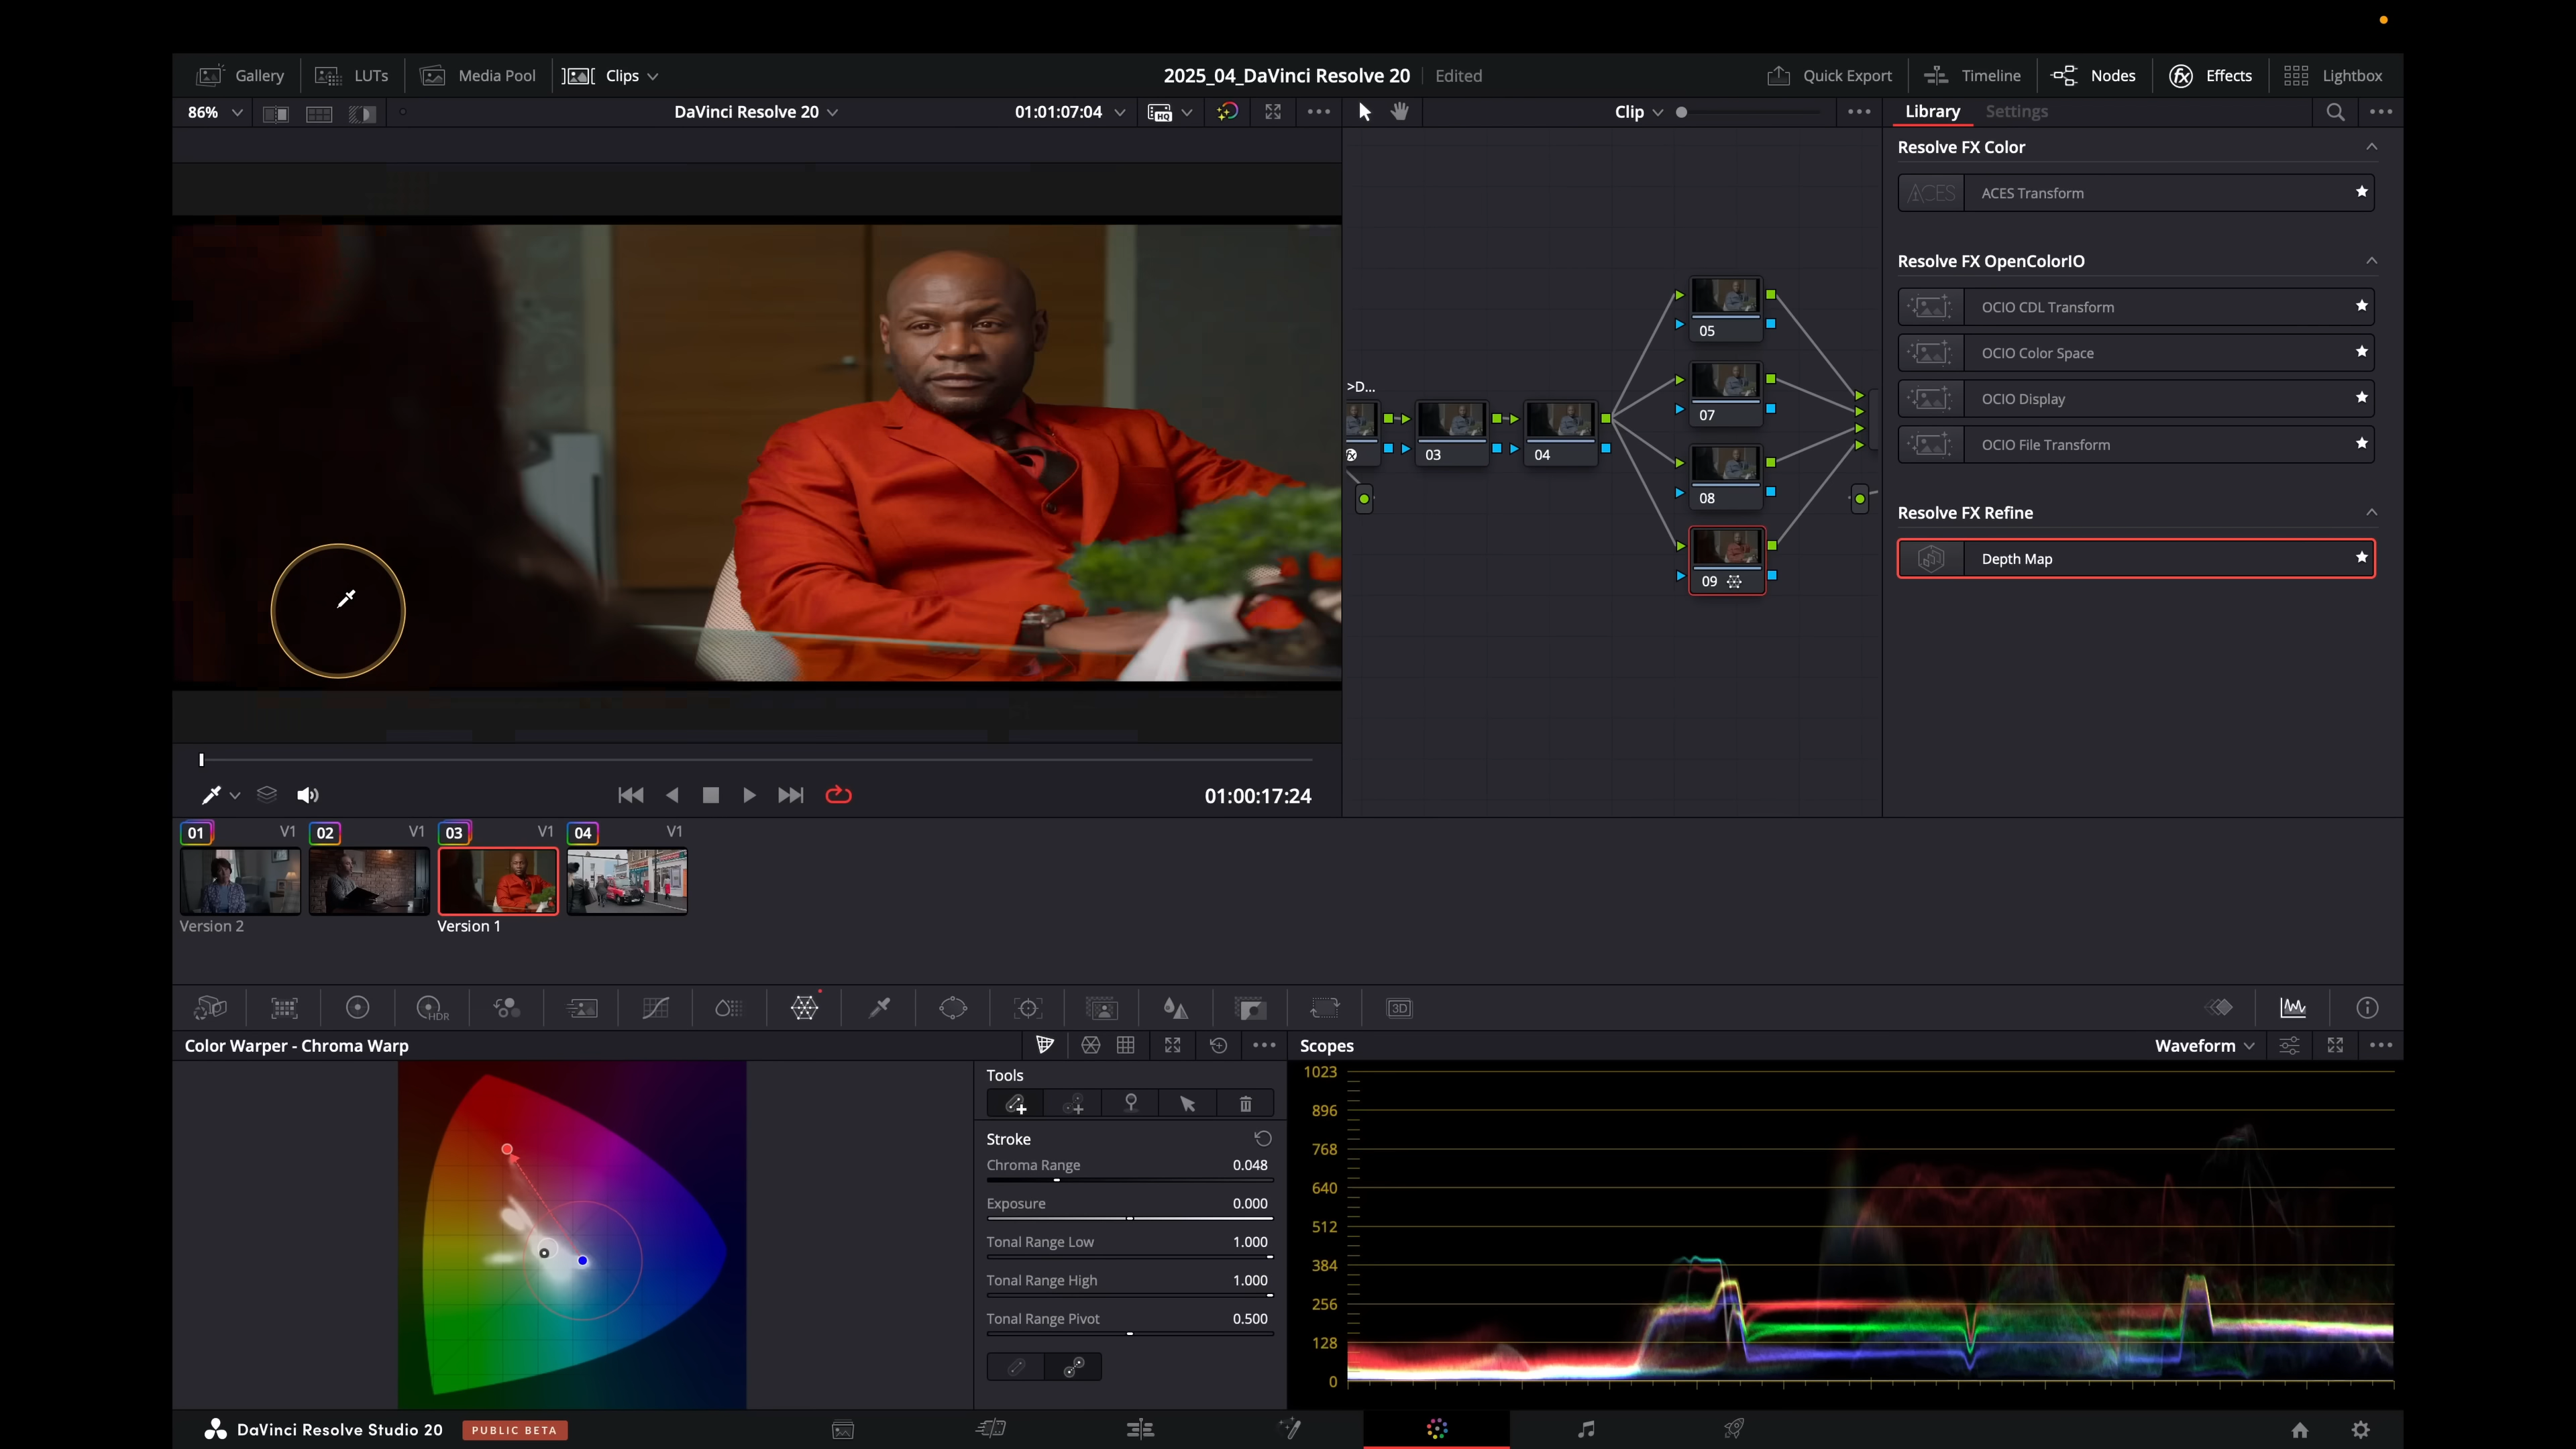 Gallery LUTs Media Pool Clips 2025_04_DaVinci Resolve 20 Edited Quick Export Timeline Nodes Effects Lightbox
86% DaVinci Resolve 20 01:01:07:04 HQ Clip Library Settings
Resolve FX Color
ACES ACES Transform
Resolve FX OpenColorIO
OCIO CDL Transform
OCIO Color Space
OCIO Display
OCIO File Transform
Resolve FX Refine
Depth Map
>D...
03
04
05
07
08
09
01:00:17:24
01 V1 02 V1 03 V1 04 V1
Version 2 Version 1
HDR 3D
Color Warper - Chroma Warp
Tools
Stroke
Chroma Range 0.048
Exposure 0.000
Tonal Range Low 1.000
Tonal Range High 1.000
Tonal Range Pivot 0.500
Scopes Waveform
1023
896
768
640
512
384
256
128
0
DaVinci Resolve Studio 20 PUBLIC BETA